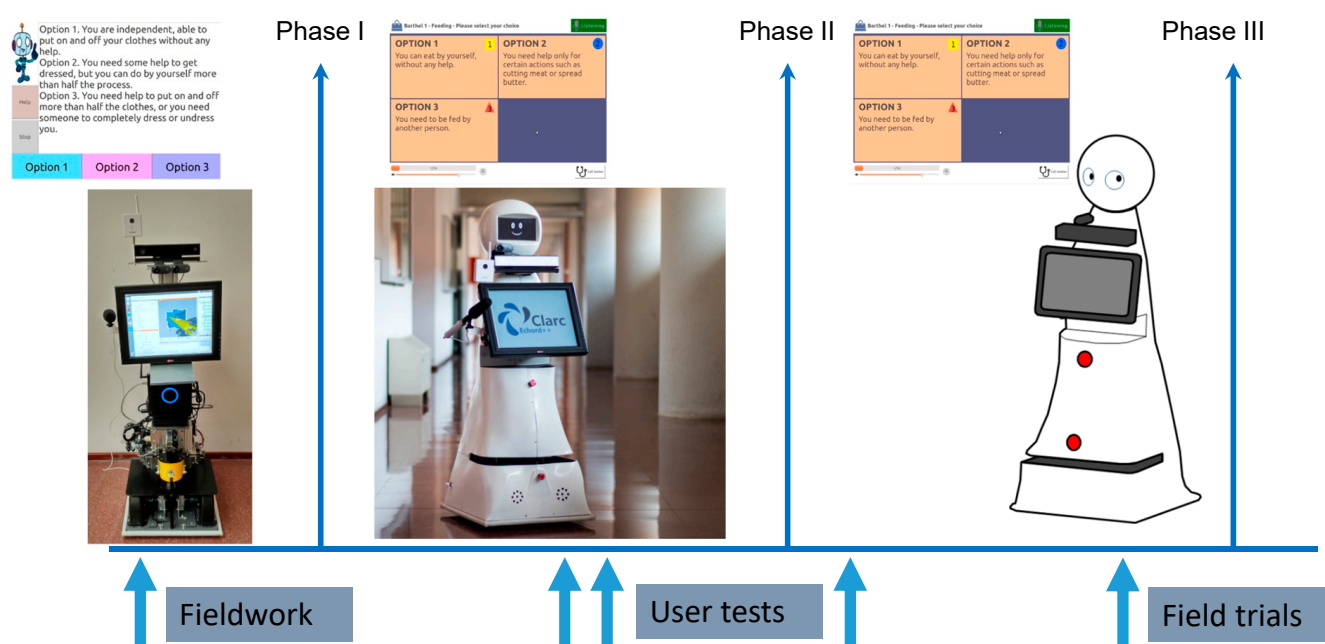 Option 1. You are independent, able to
put on and off your clothes without any
help.
Option 2. You need some help to get
dressed, but you can do by yourself more
than half the process.
Option 3. You need help to put on and off
more than half the clothes, or you need
someone to completely dress or undress
you.
Help
Stop
Option 1
Option 2
Option 3
Phase I
Barthel 1 - Feeding - Please select your choice
Listening
OPTION 1
1
You can eat by yourself,
without any help.
OPTION 2
2
You need help only for
certain actions such as
cutting meat or spread
butter.
OPTION 3
3
You need to be fed by
another person.
Phase II
Barthel 1 - Feeding - Please select your choice
Listening
OPTION 1
1
You can eat by yourself,
without any help.
OPTION 2
2
You need help only for
certain actions such as
cutting meat or spread
butter.
OPTION 3
3
You need to be fed by
another person.
Phase III
Clarc
Echord++
Fieldwork
User tests
Field trials